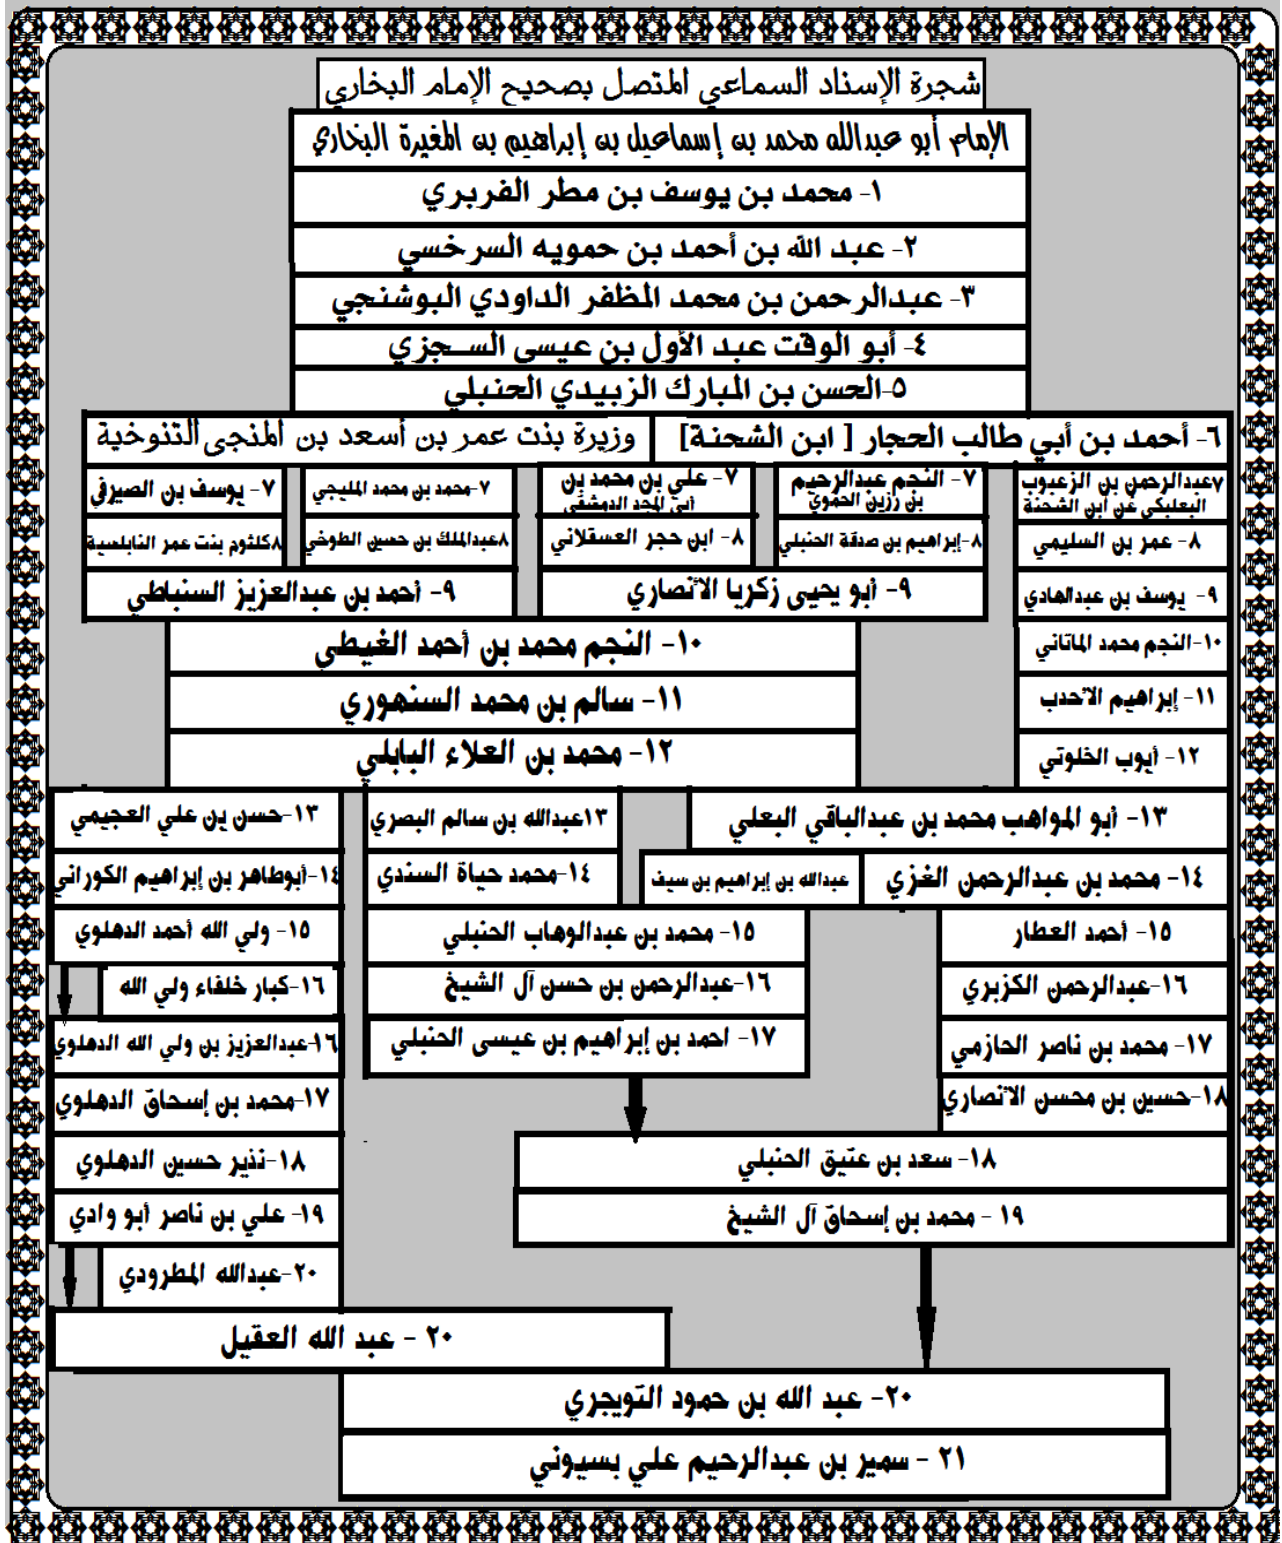 شجرة الإسناد السماعي المتصل بصحيح الإمام البخاري
الإمام أبو عبدالله محمد بن إسماعيل بن إبراهيم بن المغيرة البخاري
١- محمد بن يوسف بن مطر الفربري
٢- عبد الله بن أحمد بن حمويه السرخسي
٣- عبدالرحمن بن محمد المظفر الداودي البوشنجي
٤- أبو الوقت عبد الأول بن عيسى السجزي
٥-الحسن بن المبارك الزبيدي الحنبلي
٦- أحمد بن أبي طالب الحجار [ ابن الشحنة]
وزيرة بنت عمر بن أسعد بن المنجى التنوخية
٧عبدالرحمن بن الزعبوب
البعلبكي عن ابن الشحنة
٧- النجم عبدالرحيم
بن رزين الحموي
٧- علي بن محمد بن
أبي المجد الدمشقي
٧-محمد بن محمد المليجي
٧- يوسف بن الصيرفي
٨- عمر بن السليمي
٨-إبراهيم بن صدقة الحنبلي
٨- ابن حجر العسقلاني
٨عبدالملك بن حسين الطوخي
٨كلثوم بنت عمر النابلسية
٩- يوسف بن عبدالهادي
٩- أبو يحيى زكريا الأنصاري
٩- أحمد بن عبدالعزيز السنباطي
١٠-النجم محمد الماتاني
١٠- النجم محمد بن أحمد الغيطي
١١- إبراهيم الأحدب
١١- سالم بن محمد السنهوري
١٢- أيوب الخلوتي
١٢- محمد بن العلاء البابلي
١٣- أبو المواهب محمد بن عبدالباقي البعلي
١٣عبدالله بن سالم البصري
١٣-حسن بن علي العجيمي
١٤- محمد بن عبدالرحمن الغزي
عبدالله بن إبراهيم بن سيف
١٤-محمد حياة السندي
١٤-أبوطاهر بن إبراهيم الكوراني
١٥- أحمد العطار
١٥- محمد بن عبدالوهاب الحنبلي
١٥- ولي الله أحمد الدهلوي
١٦-عبدالرحمن الكزبري
١٦-عبدالرحمن بن حسن آل الشيخ
١٦-كبار خلفاء ولي الله
١٧- محمد بن ناصر الحازمي
١٧- احمد بن إبراهيم بن عيسى الحنبلي
١٦-عبدالعزيز بن ولي الله الدهلوي
١٨-حسين بن محسن الأنصاري
١٧-محمد بن إسحاق الدهلوي
١٨- سعد بن عتيق الحنبلي
١٨-نذير حسين الدهلوي
١٩ - محمد بن إسحاق آل الشيخ
١٩- علي بن ناصر أبو وادي
٢٠-عبدالله المطرودي
٢٠ - عبد الله العقيل
٢٠- عبد الله بن حمود التويجري
٢١ - سمير بن عبدالرحيم علي بسيوني